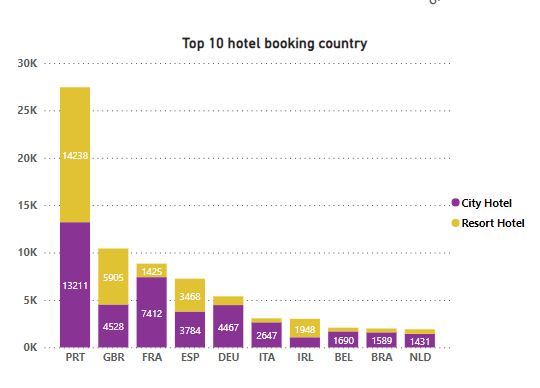 Top 10 hotel booking country
30K
25K
20K
15K
10K
5K
0K
14238
13211
5905
4528
1425
7412
3468
3784
4467
2647
1948
1690
1589
1431
PRT GBR FRA ESP DEU ITA IRL BEL BRA NLD
City Hotel
Resort Hotel